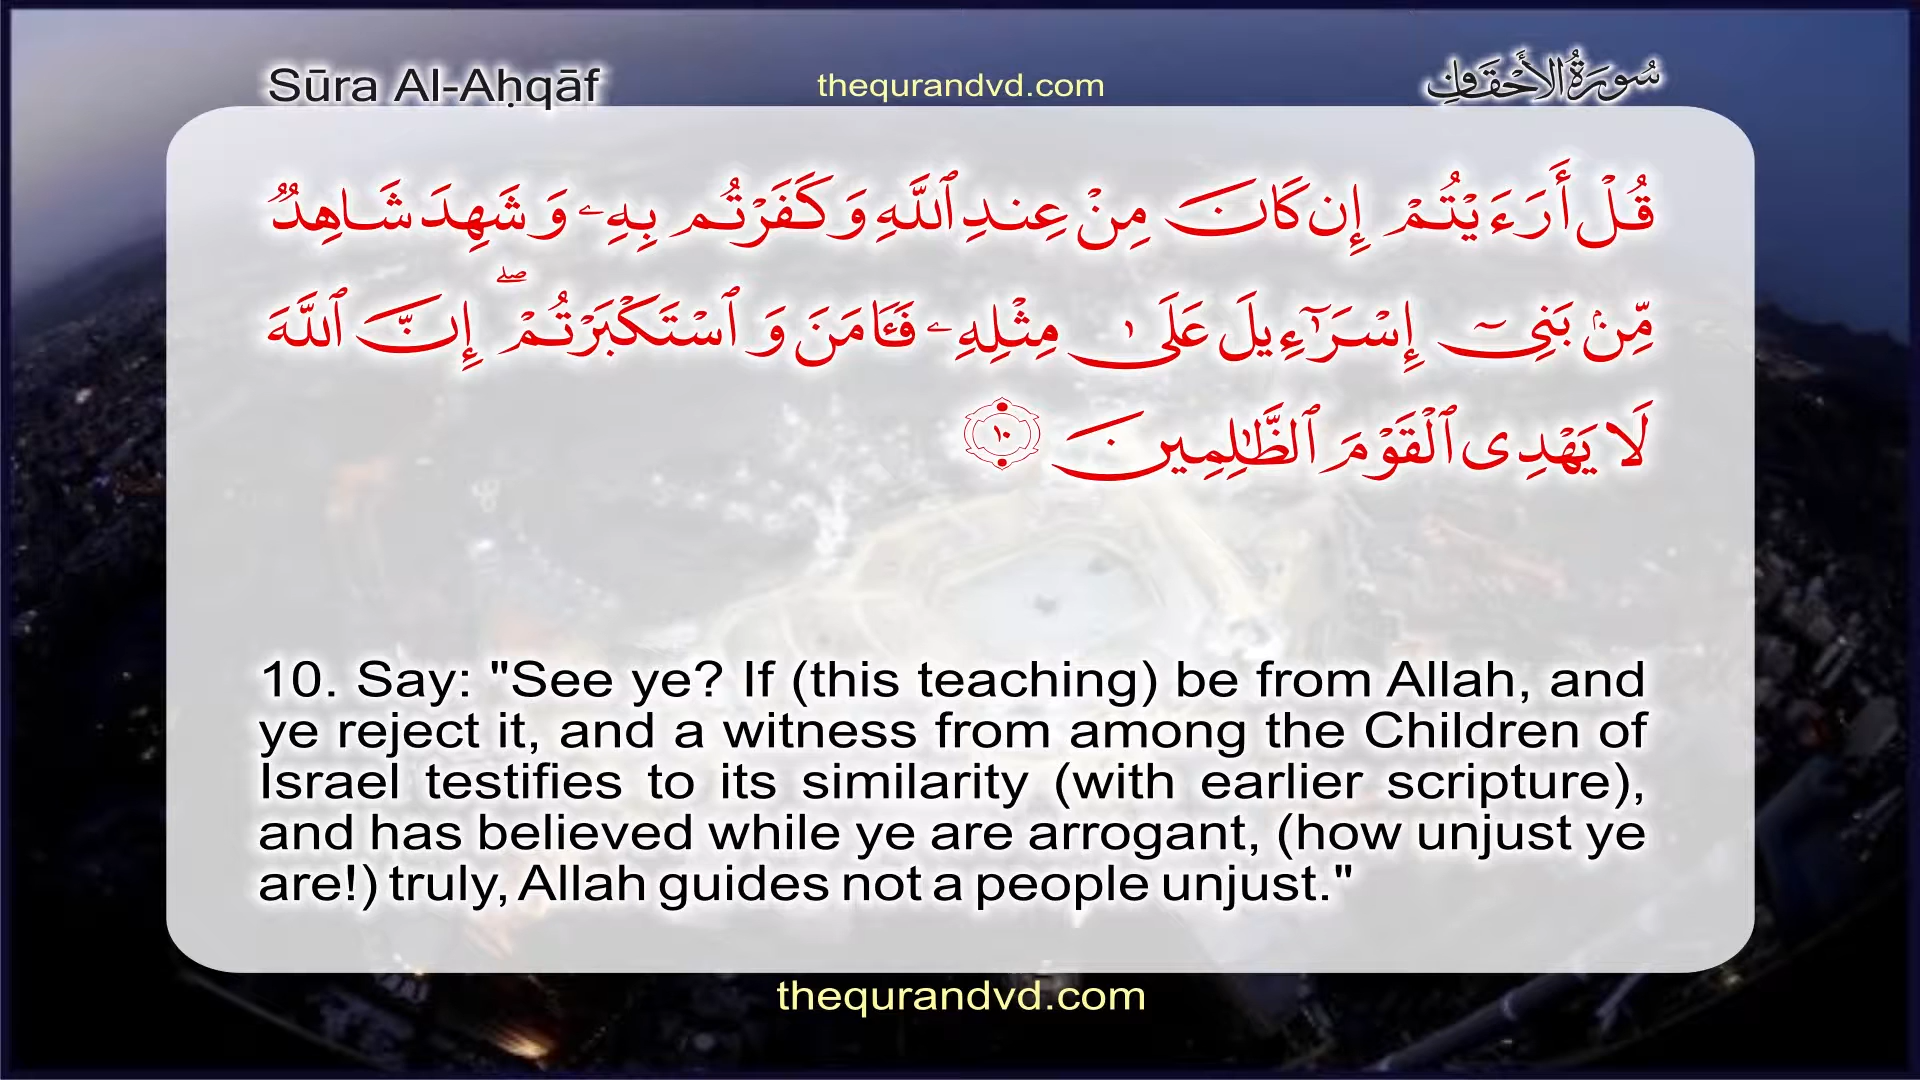 Sūra Al-Aḥqāf
thequrandvd.com
سُورَةُ الأَحْقَافِ
قُلْ أَرَءَيْتُمْ إِن كَانَ مِنْ عِندِ ٱللَّهِ وَكَفَرْتُم بِهِۦ وَشَهِدَ شَاهِدٌ
مِّنۢ بَنِىٓ إِسْرَٰٓءِيلَ عَلَىٰ مِثْلِهِۦ فَـَٔامَنَ وَٱسْتَكْبَرْتُمْ ۖ إِنَّ ٱللَّهَ
لَا يَهْدِى ٱلْقَوْمَ ٱلظَّٰلِمِينَ ١٠
10. Say: "See ye? If (this teaching) be from Allah, and
ye reject it, and a witness from among the Children of
Israel testifies to its similarity (with earlier scripture),
and has believed while ye are arrogant, (how unjust ye
are!) truly, Allah guides not a people unjust."
thequrandvd.com